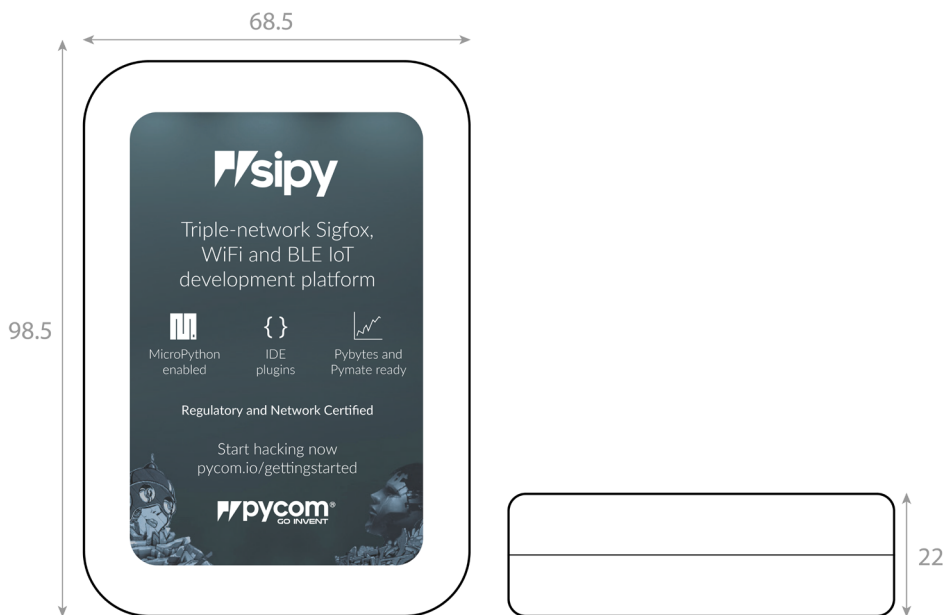 68.5
98.5
sipy
Triple-network Sigfox,
WiFi and BLE IoT
development platform
MicroPython
enabled
IDE
plugins
Pybytes and
Pymate ready
Regulatory and Network Certified
Start hacking now
pycom.io/gettingstarted
pycom®
GO INVENT
22